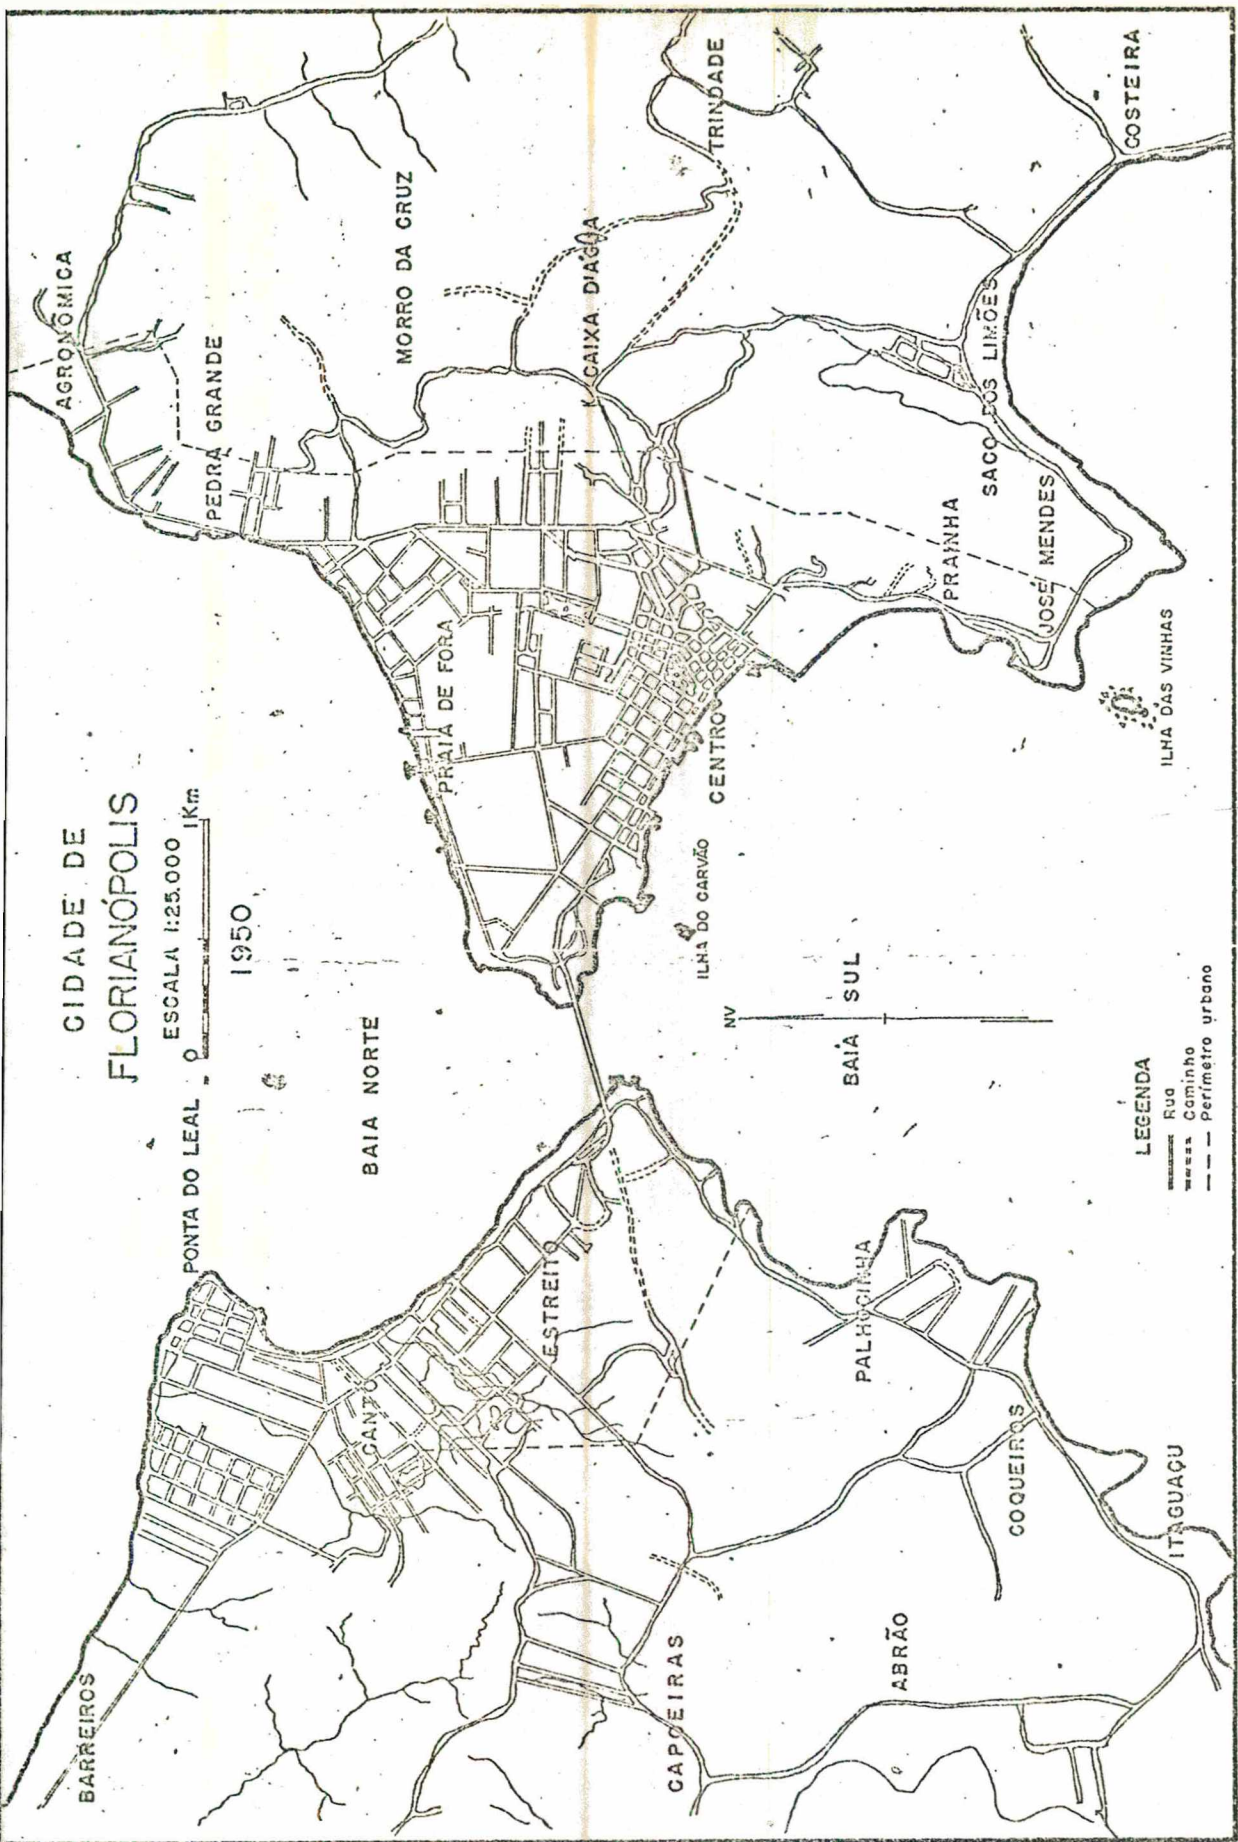 CIDADE DE
FLORIANÓPOLIS
ESCALA 1:25.000
0 1Km
1950
PONTA DO LEAL
BAIA NORTE
BARREIROS
CANTO
ESTREITO
CAPOEIRAS
ABRÃO
COQUEIROS
ITAGUAÇU
PALHOCINHA
AGRONÔMICA
PEDRA GRANDE
MORRO DA CRUZ
CAIXA D'ÁGUA
TRINDADE
COSTEIRA
SACO DOS LIMÕES
JOSÉ MENDES
PRAINHA
PRAIA DE FORA
CENTRO
ILHA DO CARVÃO
ILHA DAS VINHAS
NV
BAIA SUL
LEGENDA
Rua
Caminho
Perímetro urbano